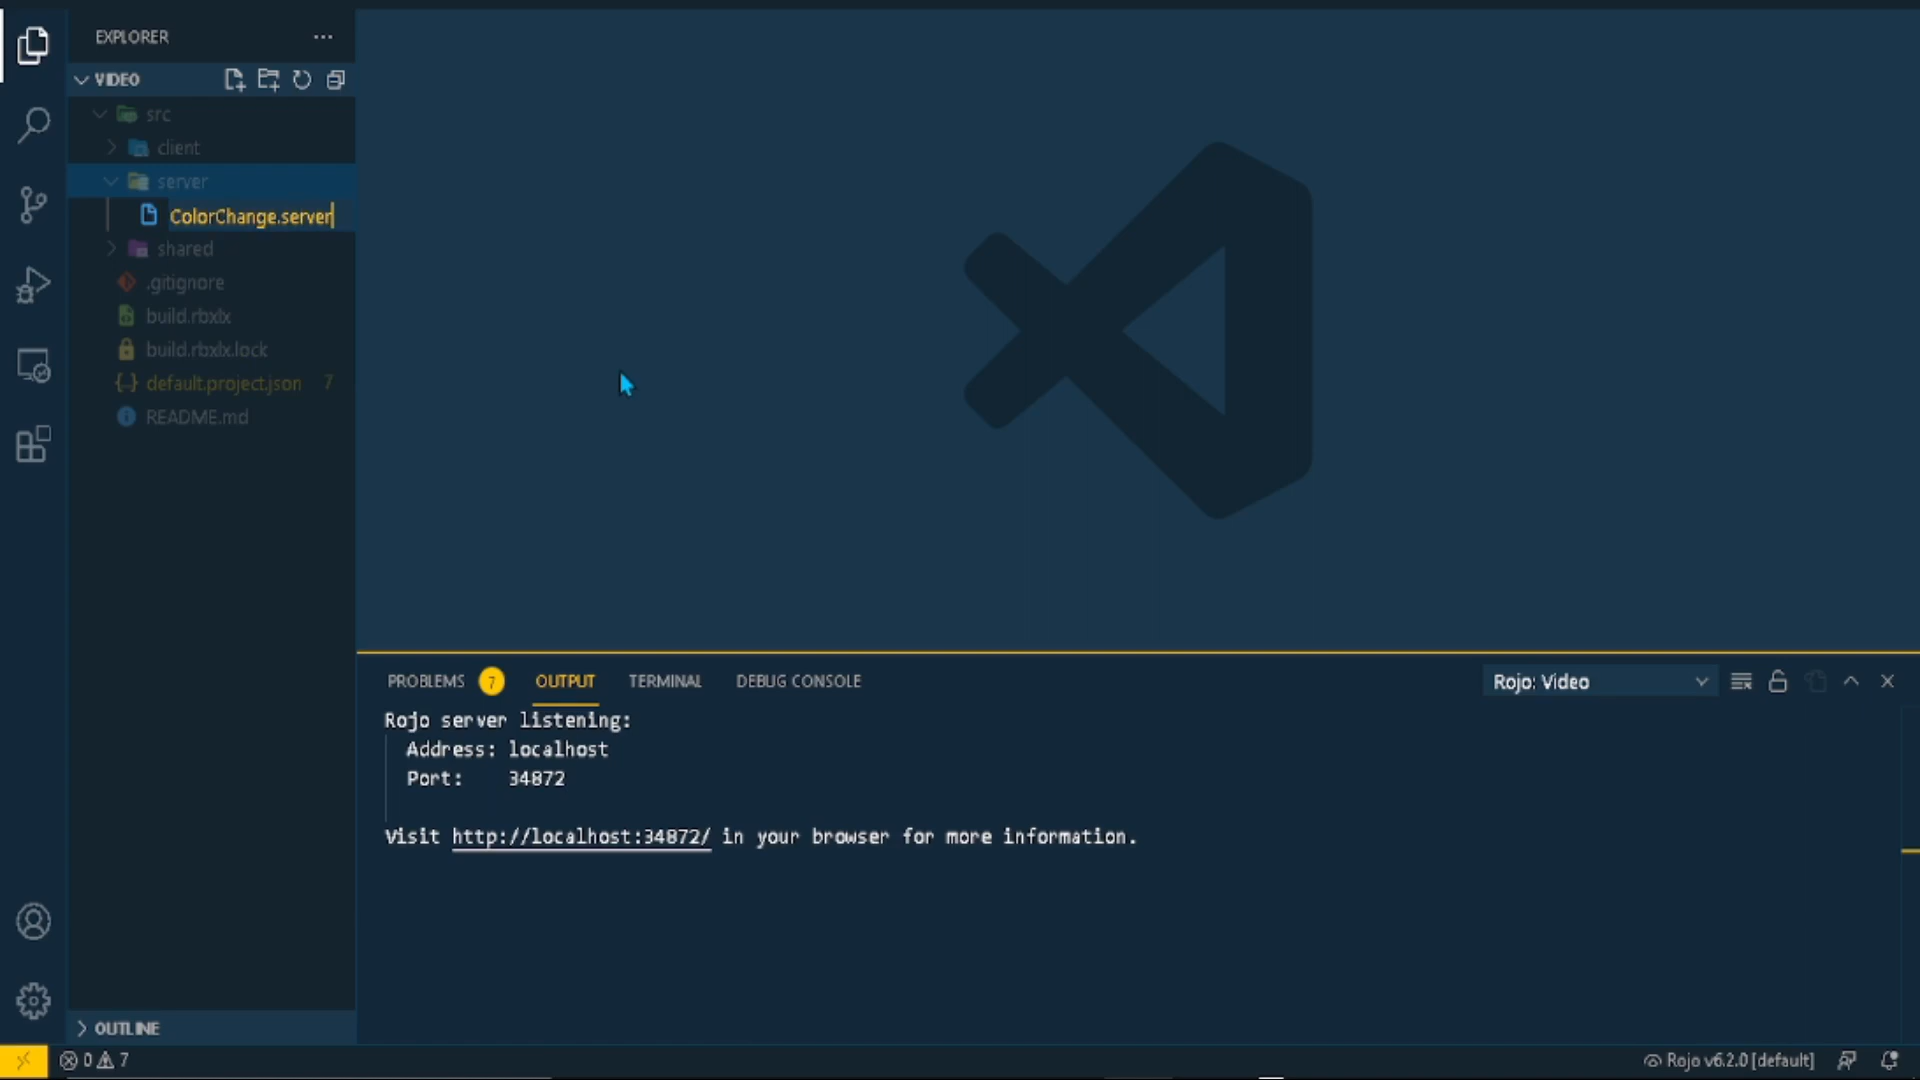 EXPLORER
VIDEO
src
client
server
ColorChange.server
shared
.gitignore
build.rbxlx
build.rbxlx.lock
default.project.json 7
README.md
OUTLINE
PROBLEMS 7 OUTPUT TERMINAL DEBUG CONSOLE Rojo: Video
Rojo server listening:
Address: localhost
Port: 34872
Visit http://localhost:34872/ in your browser for more information.
0 7 Rojo v6.2.0 [default]